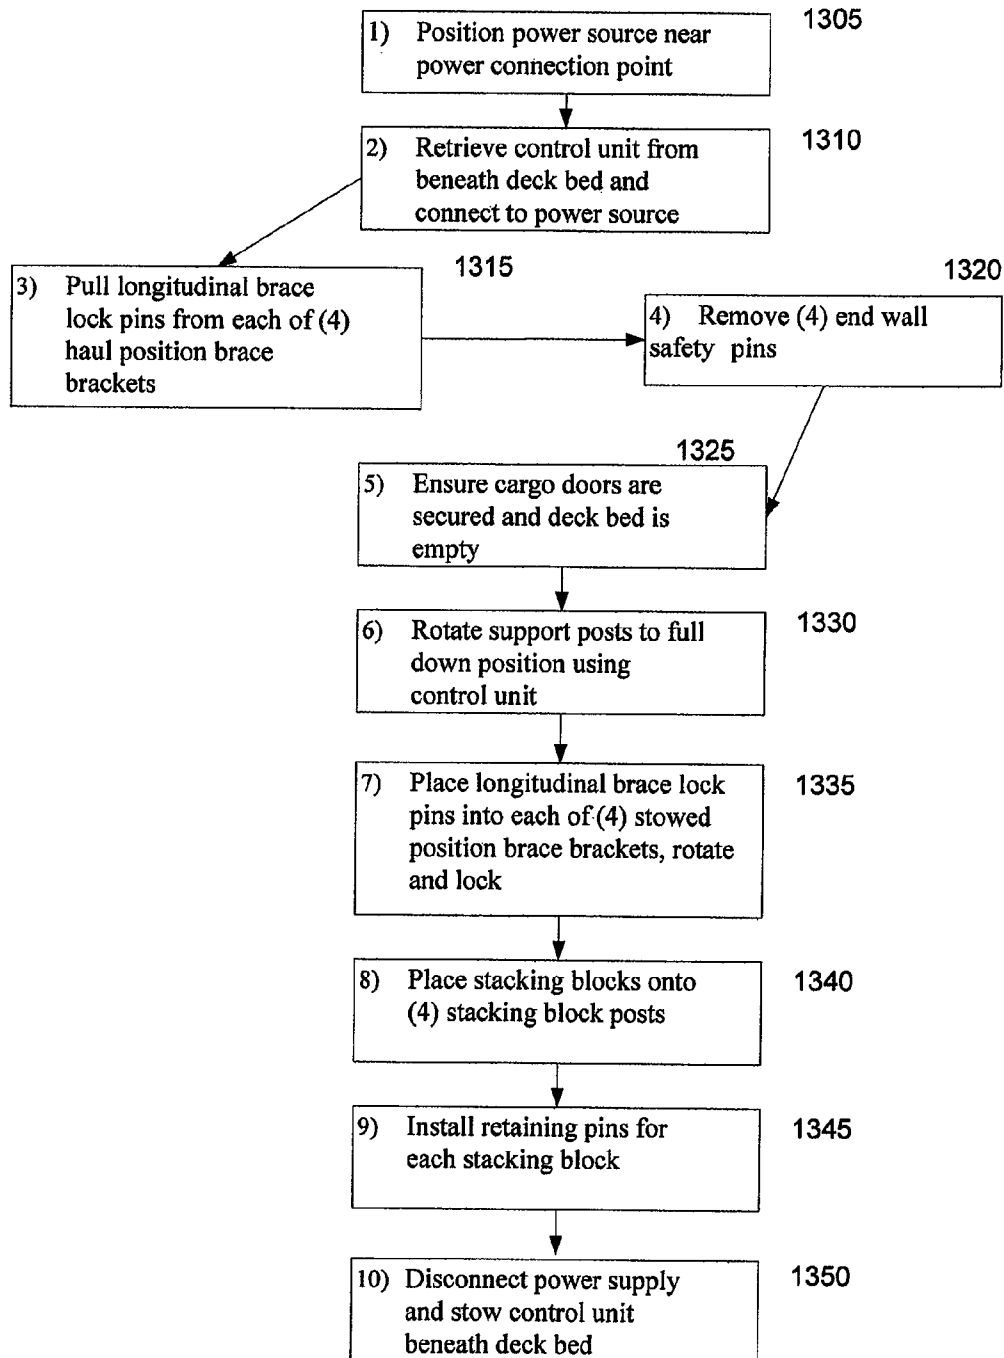 1305
1) Position power source near
power connection point
1310
2) Retrieve control unit from
beneath deck bed and
connect to power source
1315
3) Pull longitudinal brace
lock pins from each of (4)
haul position brace
brackets
1320
4) Remove (4) end wall
safety pins
1325
5) Ensure cargo doors are
secured and deck bed is
empty
1330
6) Rotate support posts to full
down position using
control unit
1335
7) Place longitudinal brace lock
pins into each of (4) stowed
position brace brackets, rotate
and lock
1340
8) Place stacking blocks onto
(4) stacking block posts
1345
9) Install retaining pins for
each stacking block
1350
10) Disconnect power supply
and stow control unit
beneath deck bed